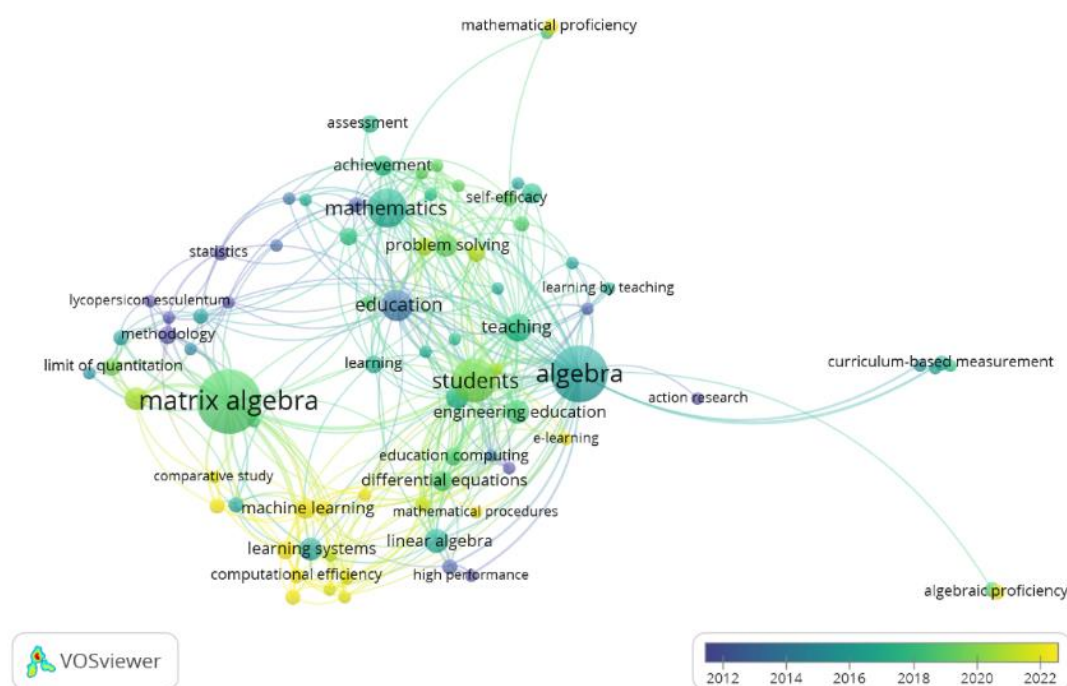 mathematical proficiency
assessment
achievement
mathematics
self-efficacy
problem solving
statistics
learning by teaching
lycopersicon esculentum
education
teaching
methodology
limit of quantitation
learning
curriculum-based measurement
students
algebra
matrix algebra
action research
engineering education
e-learning
education computing
comparative study
differential equations
machine learning
mathematical procedures
learning systems
linear algebra
computational efficiency
high performance
algebraic proficiency
VOSviewer
2012 2014 2016 2018 2020 2022